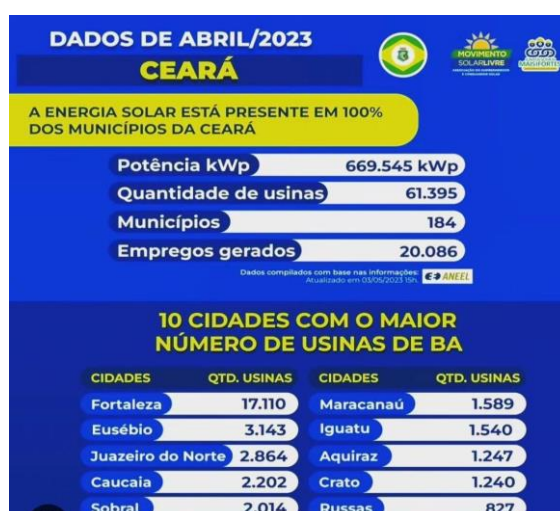 DADOS DE ABRIL/2023
CEARÁ
MOVIMENTO
SOLARLIVRE
MAIS|FORTES
A ENERGIA SOLAR ESTÁ PRESENTE EM 100%
DOS MUNICÍPIOS DA CEARÁ
Potência kWp 669.545 kWp
Quantidade de usinas 61.395
Municípios 184
Empregos gerados 20.086
Dados compilados com base nas informações: ANEEL
Atualizado em 03/05/2023 15h.
10 CIDADES COM O MAIOR
NÚMERO DE USINAS DE BA
CIDADES QTD. USINAS CIDADES QTD. USINAS
Fortaleza 17.110 Maracanaú 1.589
Eusébio 3.143 Iguatu 1.540
Juazeiro do Norte 2.864 Aquiraz 1.247
Caucaia 2.202 Crato 1.240
Sobral 2.014 Russas 827